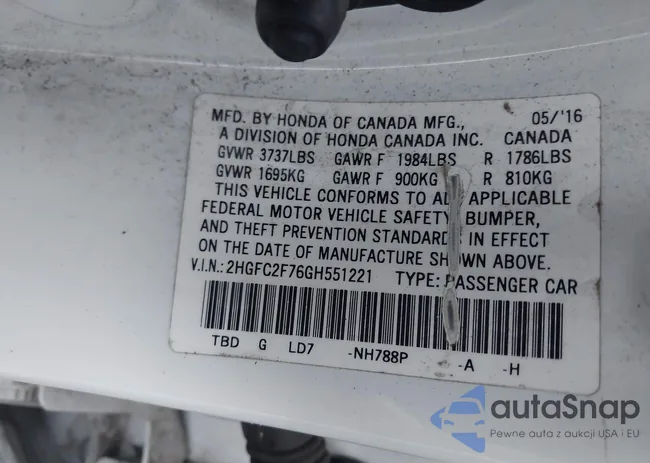 MFD. BY HONDA OF CANADA MFG., 05/'16
A DIVISION OF HONDA CANADA INC. CANADA
GVWR 3737LBS GAWR F 1984LBS R 1786LBS
GVWR 1695KG GAWR F 900KG R 810KG
THIS VEHICLE CONFORMS TO ALL APPLICABLE
FEDERAL MOTOR VEHICLE SAFETY, BUMPER,
AND THEFT PREVENTION STANDARDS IN EFFECT
ON THE DATE OF MANUFACTURE SHOWN ABOVE.
V.I.N.: 2HGFC2F76GH551221 TYPE: PASSENGER CAR
TBD G LD7 -NH788P -A -H
autaSnap
Pewne auta z aukcji USA i EU